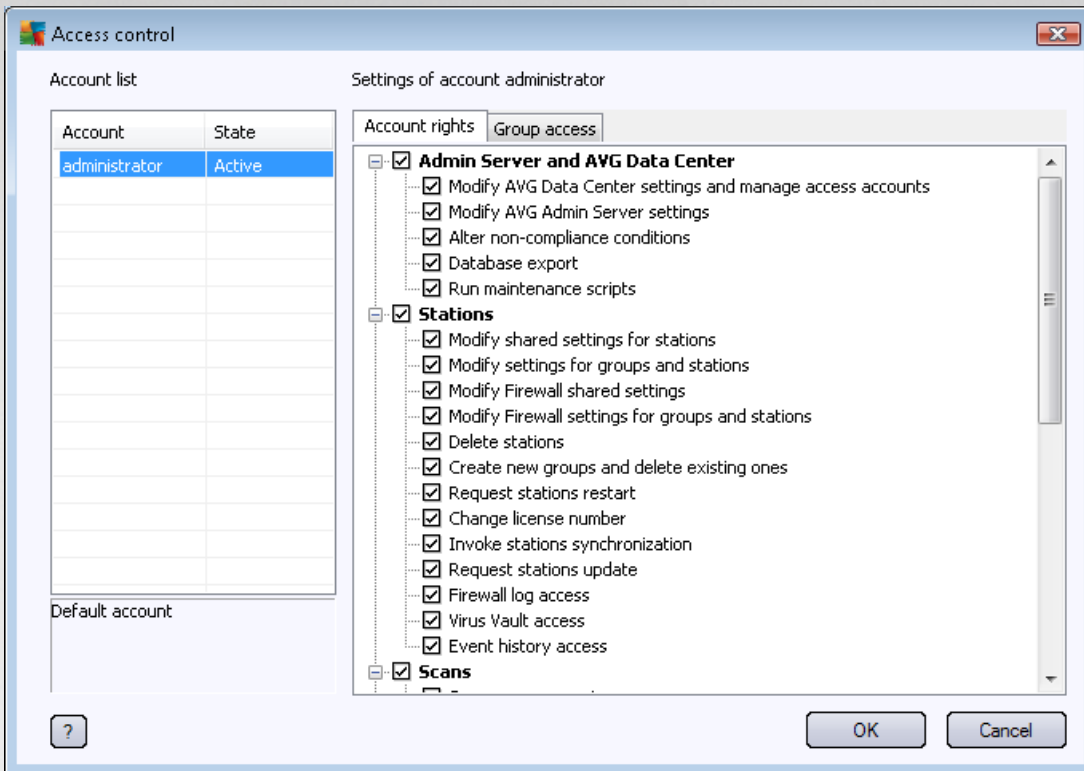 Access control
Account list
Settings of account administrator
Account State
administrator Active
Default account
Account rights Group access
Admin Server and AVG Data Center
Modify AVG Data Center settings and manage access accounts
Modify AVG Admin Server settings
Alter non-compliance conditions
Database export
Run maintenance scripts
Stations
Modify shared settings for stations
Modify settings for groups and stations
Modify Firewall shared settings
Modify Firewall settings for groups and stations
Delete stations
Create new groups and delete existing ones
Request stations restart
Change license number
Invoke stations synchronization
Request stations update
Firewall log access
Virus Vault access
Event history access
Scans
?
OK
Cancel